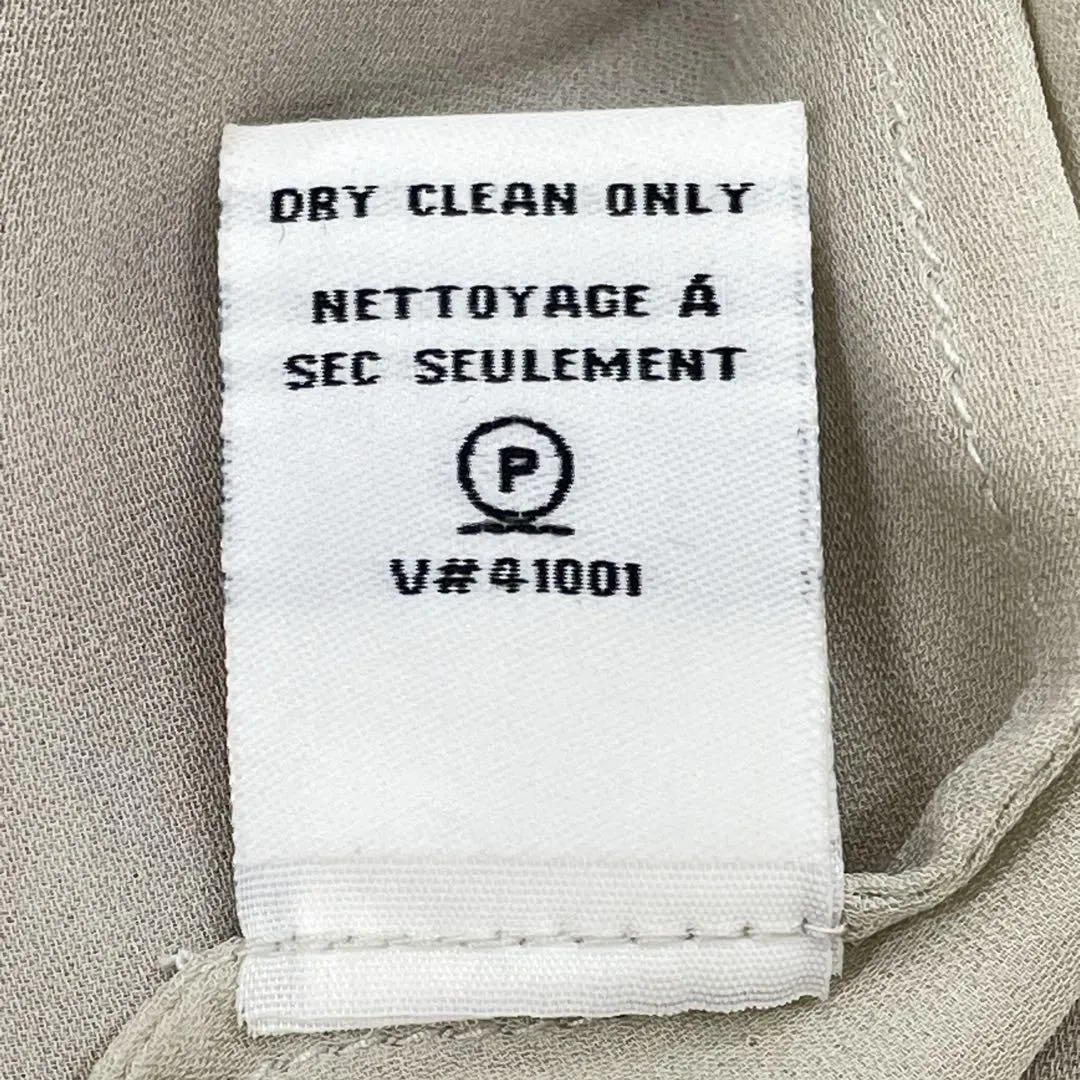 DRY CLEAN ONLY
NETTOYAGE Á
SEC SEULEMENT
P
V#41001